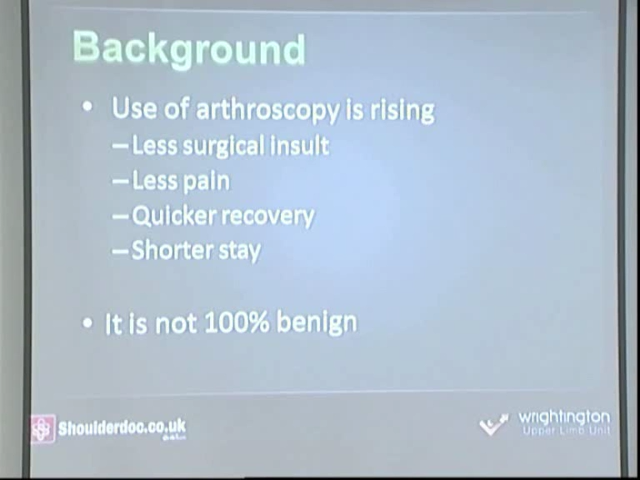 Background
• Use of arthroscopy is rising
– Less surgical insult
– Less pain
– Quicker recovery
– Shorter stay
• It is not 100% benign
Shoulderdoc.co.uk
wrightington
Upper Limb Unit